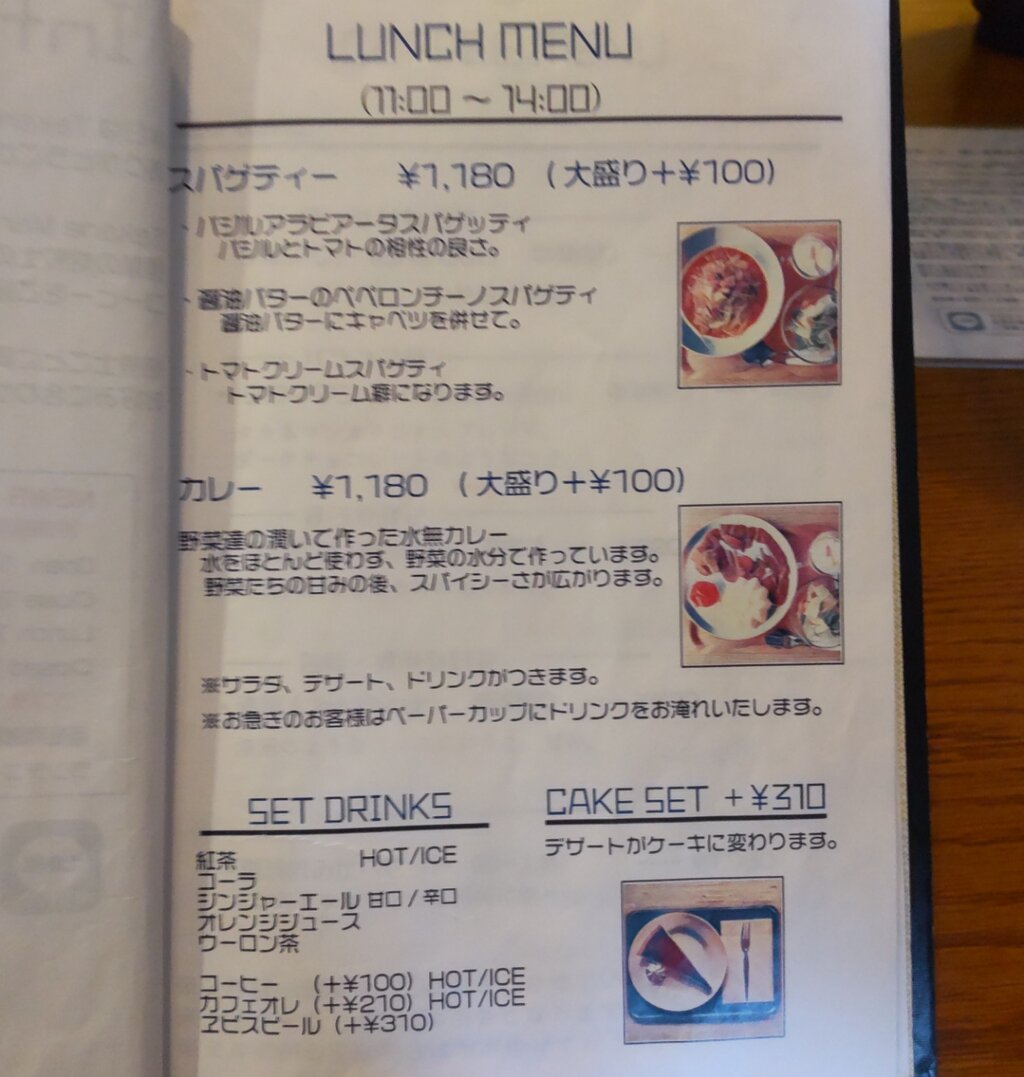 LUNCH MENU
(11:00 ～ 14:00)
スパゲティー ¥1,180 (大盛り+¥100)
・バジルアラビアータスパゲッティ
バジルとトマトの相性の良さ。
・醤油バターのペペロンチーノスパゲティ
醤油バターにキャベツを併せて。
・トマトクリームスパゲティ
トマトクリーム癖になります。
カレー ¥1,180 (大盛り+¥100)
野菜達の潤いで作った水無カレー
水をほとんど使わず、野菜の水分で作っています。
野菜たちの甘みの後、スパイシーさが広がります。
※サラダ、デザート、ドリンクがつきます。
※お急ぎのお客様はペーパーカップにドリンクをお淹れいたします。
SET DRINKS
紅茶 HOT/ICE
コーラ
ジンジャーエール 甘口 / 辛口
オレンジジュース
ウーロン茶
コーヒー (+¥100) HOT/ICE
カフェオレ (+¥210) HOT/ICE
ヱビスビール (+¥310)
CAKE SET +¥310
デザートがケーキに変わります。